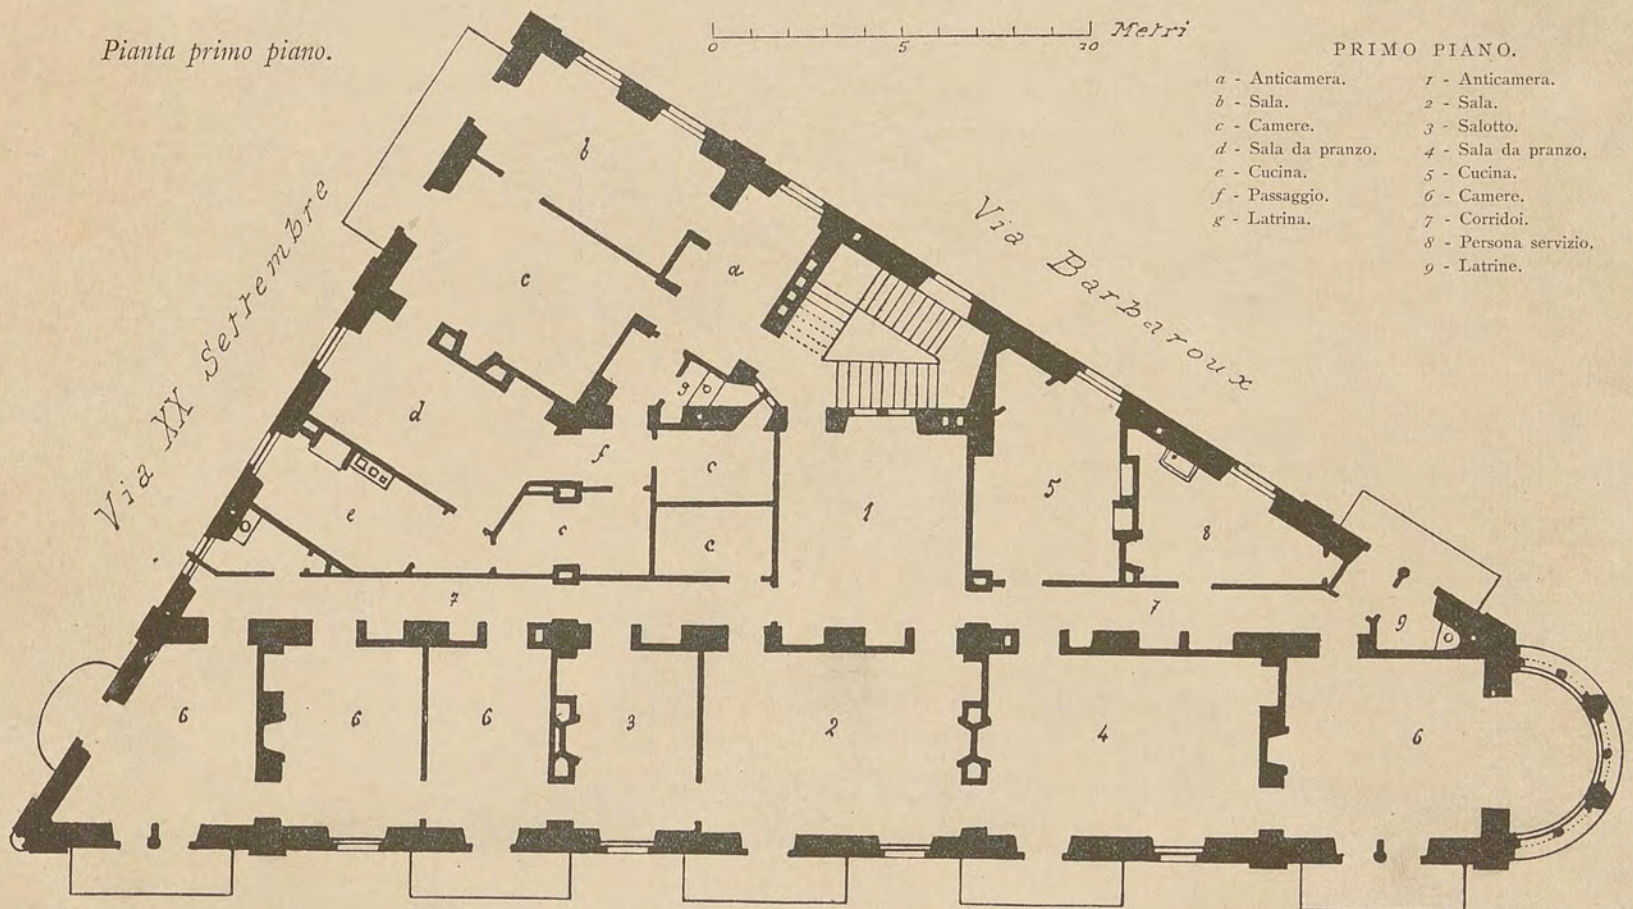 Pianta primo piano.
0 5 10 Metri
PRIMO PIANO.
a - Anticamera.
b - Sala.
c - Camere.
d - Sala da pranzo.
e - Cucina.
f - Passaggio.
g - Latrina.
1 - Anticamera.
2 - Sala.
3 - Salotto.
4 - Sala da pranzo.
5 - Cucina.
6 - Camere.
7 - Corridoi.
8 - Persona servizio.
9 - Latrine.
Via XX Settembre
Via Barbaroux
b
a
c
g
d
f
c
e
c
c
1
5
8
7
7
9
6
6
6
3
2
4
6